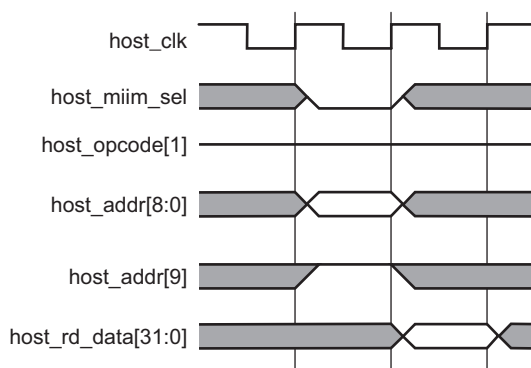 host_clk
host_miim_sel
host_opcode[1]
host_addr[8:0]
host_addr[9]
host_rd_data[31:0]